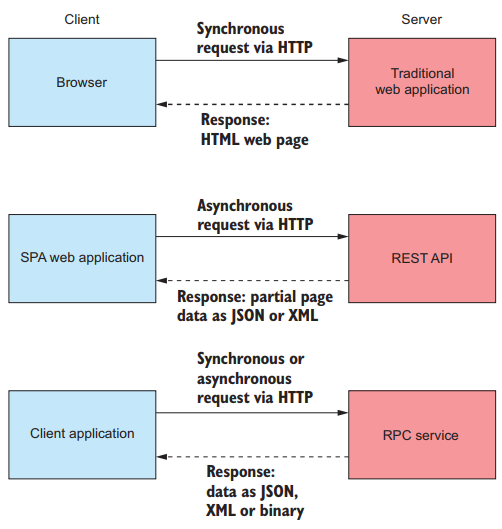 Client
Server
Synchronous
request via HTTP
Browser
Traditional
web application
Response:
HTML web page
Asynchronous
request via HTTP
SPA web application
REST API
Response: partial page
data as JSON or XML
Synchronous or
asynchronous
request via HTTP
Client application
RPC service
Response:
data as JSON,
XML or binary